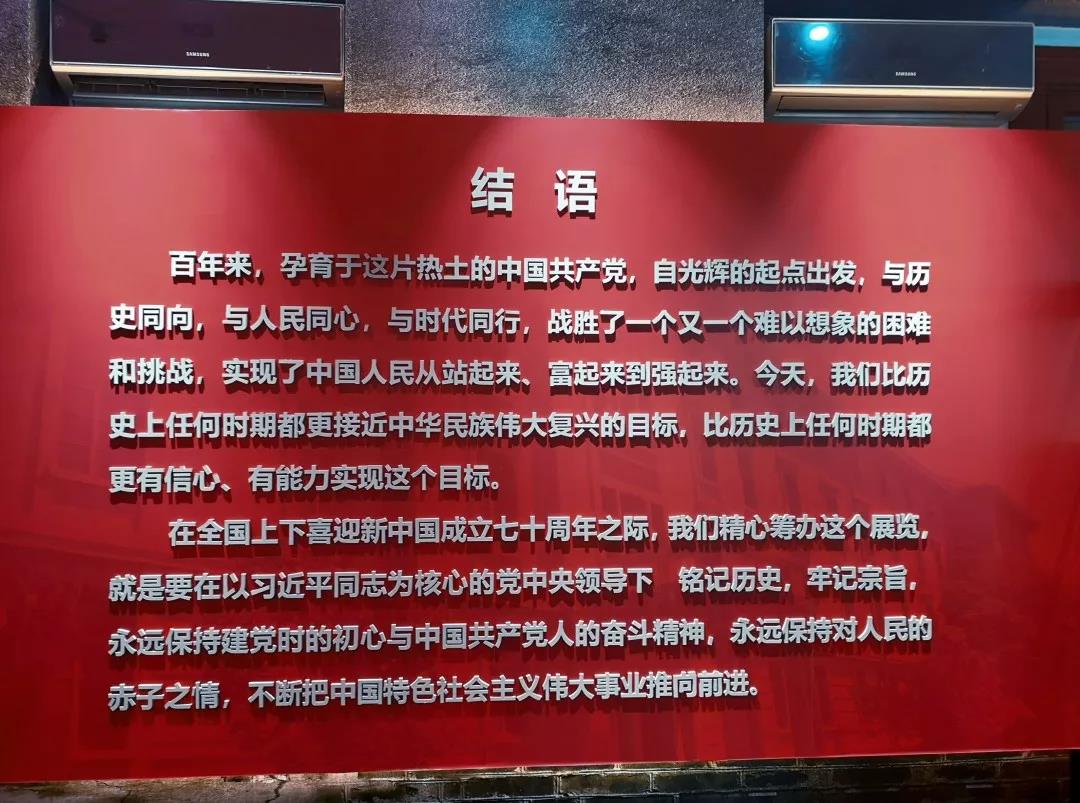 SAMSUNG
SAMSUNG
结 语
百年来，孕育于这片热土的中国共产党，自光辉的起点出发，与历
史同向，与人民同心，与时代同行，战胜了一个又一个难以想象的困难
和挑战，实现了中国人民从站起来、富起来到强起来。今天，我们比历
史上任何时期都更接近中华民族伟大复兴的目标，比历史上任何时期都
更有信心、有能力实现这个目标。
在全国上下喜迎新中国成立七十周年之际，我们精心筹办这个展览，
就是要在以习近平同志为核心的党中央领导下　铭记历史，牢记宗旨，
永远保持建党时的初心与中国共产党人的奋斗精神，永远保持对人民的
赤子之情，不断把中国特色社会主义伟大事业推向前进。